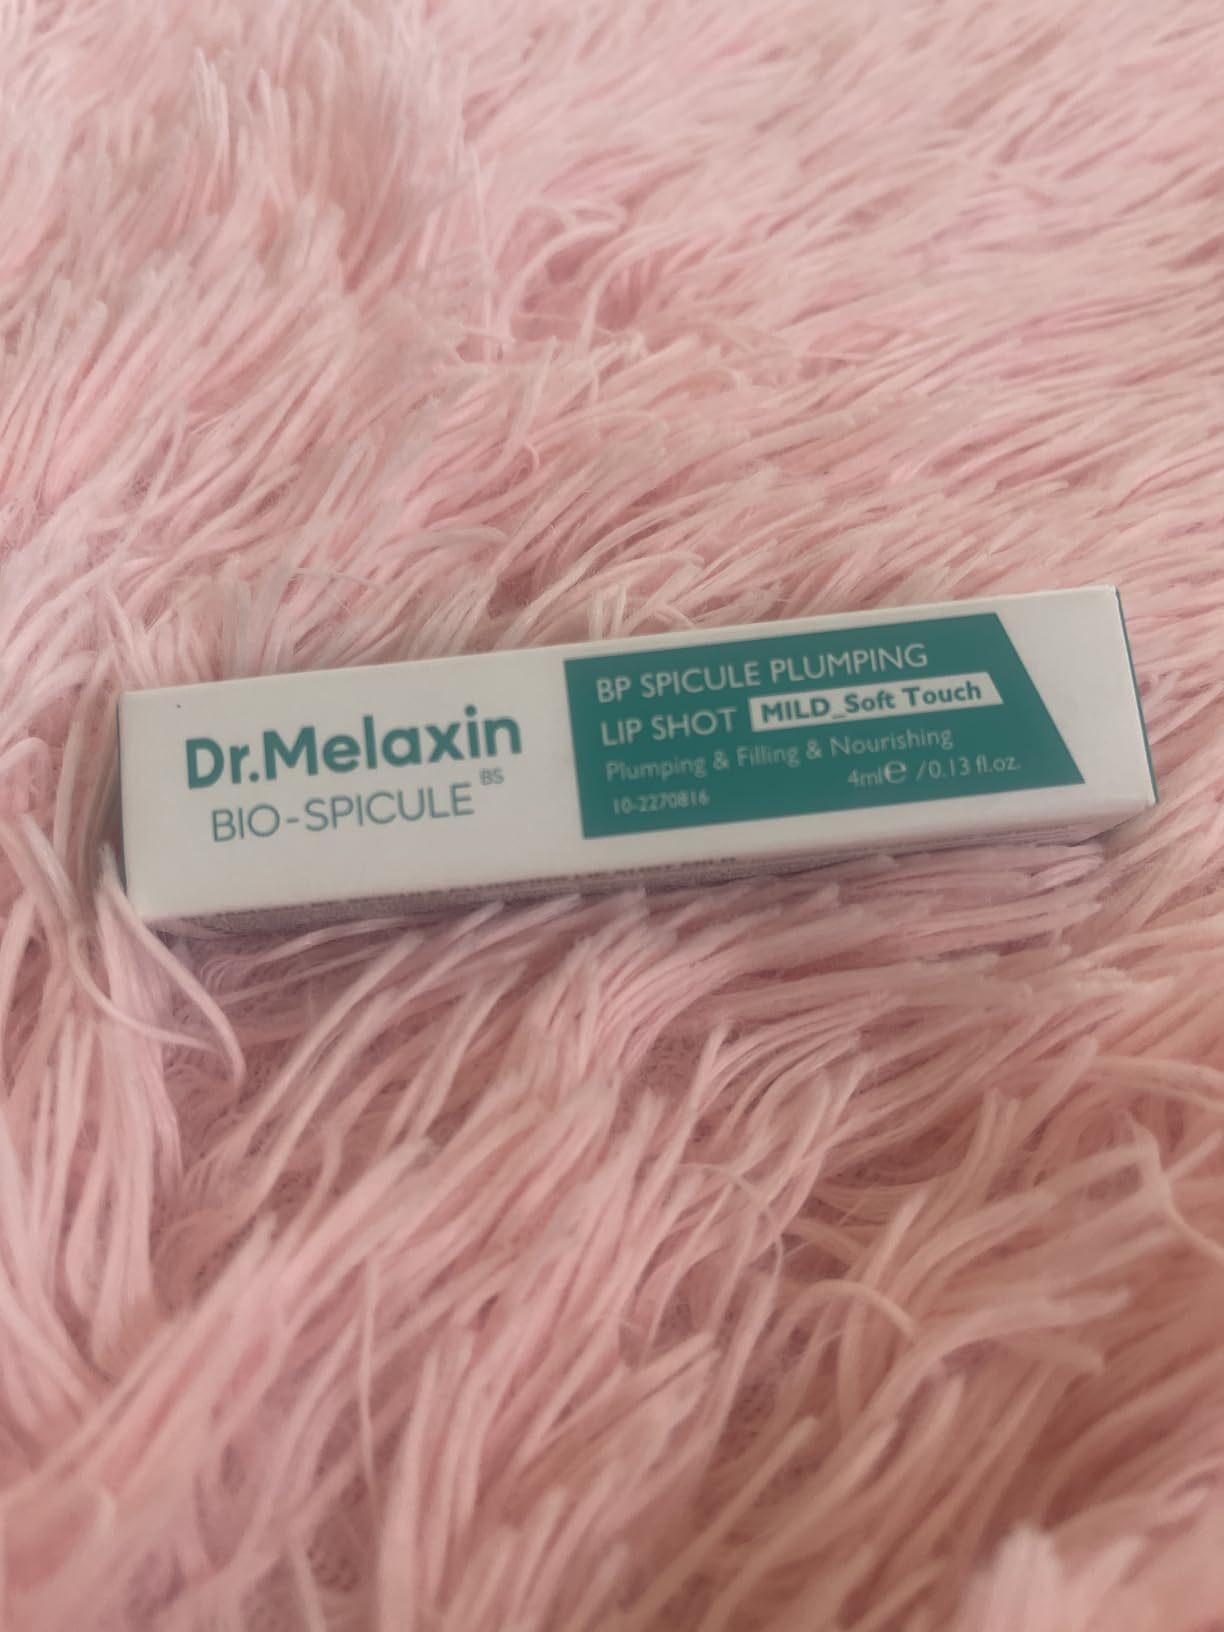 Dr.Melaxin
BIO-SPICULE BS
BP SPICULE PLUMPING
LIP SHOT MILD_Soft Touch
Plumping & Filling & Nourishing
4ml℮ /0.13 fl.oz.
10-2270816